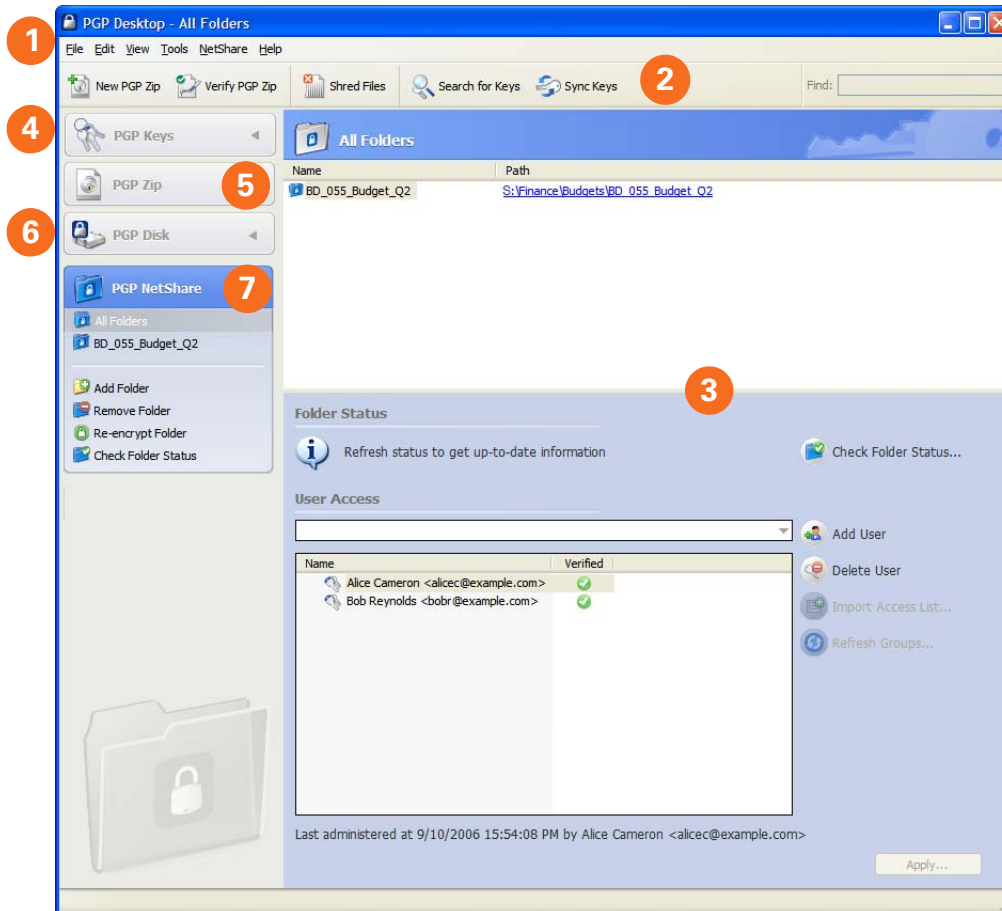 PGP Desktop - All Folders
1
File Edit View Tools NetShare Help
New PGP Zip Verify PGP Zip Shred Files Search for Keys Sync Keys 2 Find:
4 PGP Keys
All Folders
Name Path
PGP Zip 5
BD_055_Budget_Q2 S:\Finance\Budgets\BD_055_Budget_Q2
6 PGP Disk
PGP NetShare 7
All Folders
BD_055_Budget_Q2
Add Folder
Remove Folder
Re-encrypt Folder
Check Folder Status
3
Folder Status
Refresh status to get up-to-date information
Check Folder Status...
User Access
Add User
Delete User
Import Access List...
Refresh Groups...
Name Verified
Alice Cameron <alicec@example.com>
Bob Reynolds <bobr@example.com>
Last administered at 9/10/2006 15:54:08 PM by Alice Cameron <alicec@example.com>
Apply...